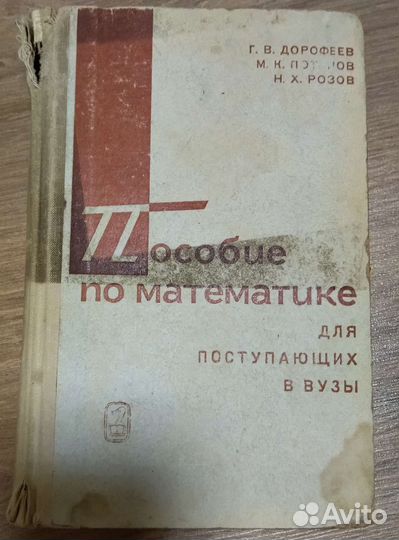 Г. В. ДОРОФЕЕВ
М. К.
Н. Х. РОЗОВ
Пособие
по математике
ДЛЯ
ПОСТУПАЮЩИХ
В ВУЗЫ
Avito